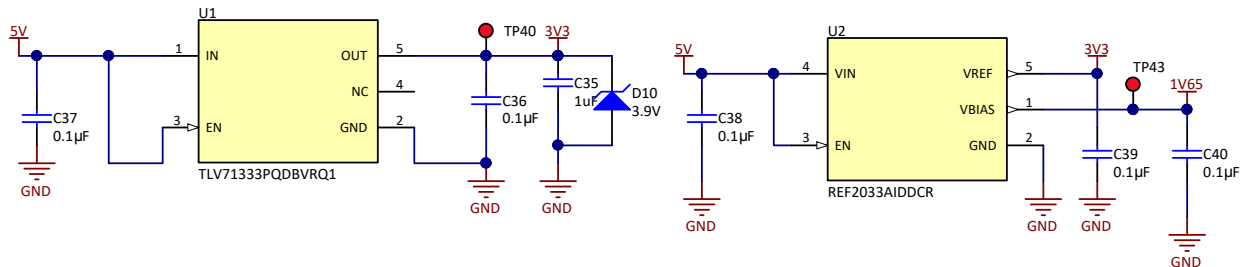 U1
5V
1
IN
OUT
5
TP40
3V3
NC
4
C37
0.1µF
3
EN
GND
2
C36
0.1µF
C35
1uF
D10
3.9V
TLV71333PQDBVRQ1
GND
GND
GND
U2
5V
4
VIN
VREF
5
3V3
TP43
VBIAS
1
1V65
C38
0.1µF
3
EN
GND
2
C39
0.1µF
C40
0.1µF
REF2033AIDDCR
GND
GND
GND
GND